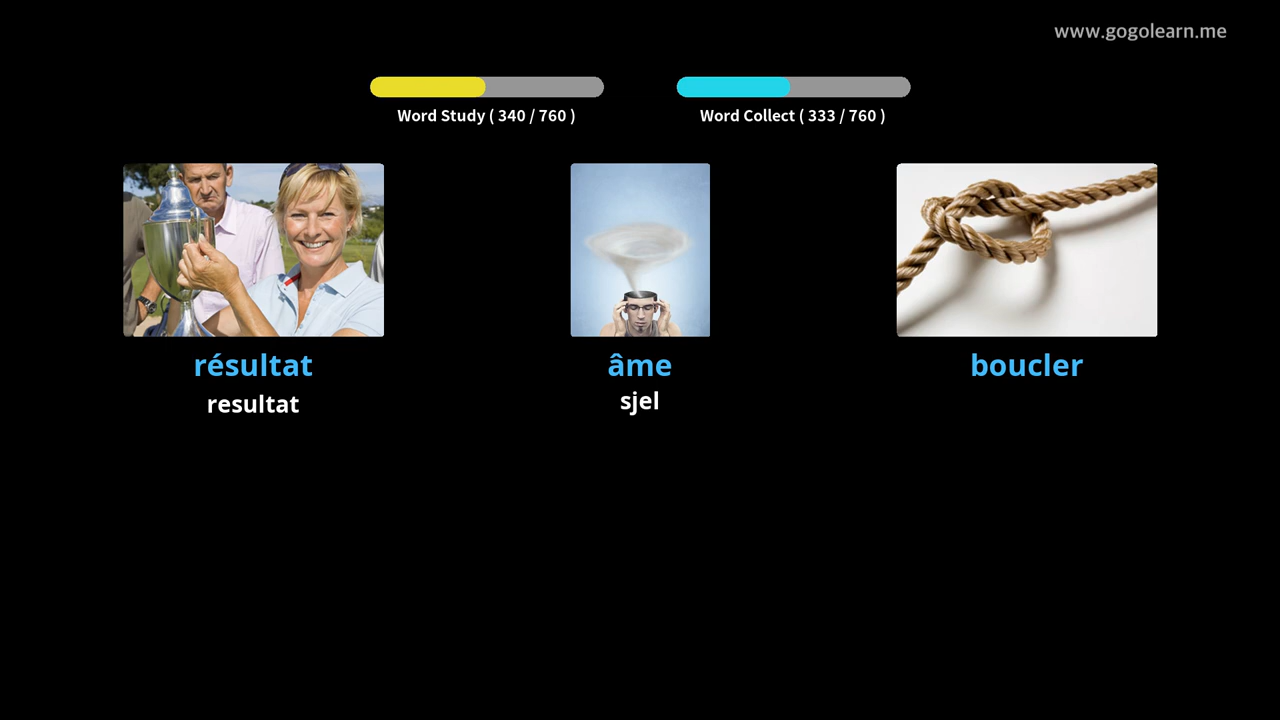 www.gogolearn.me
Word Study ( 340 / 760 )
Word Collect ( 333 / 760 )
résultat
âme
boucler
resultat
sjel